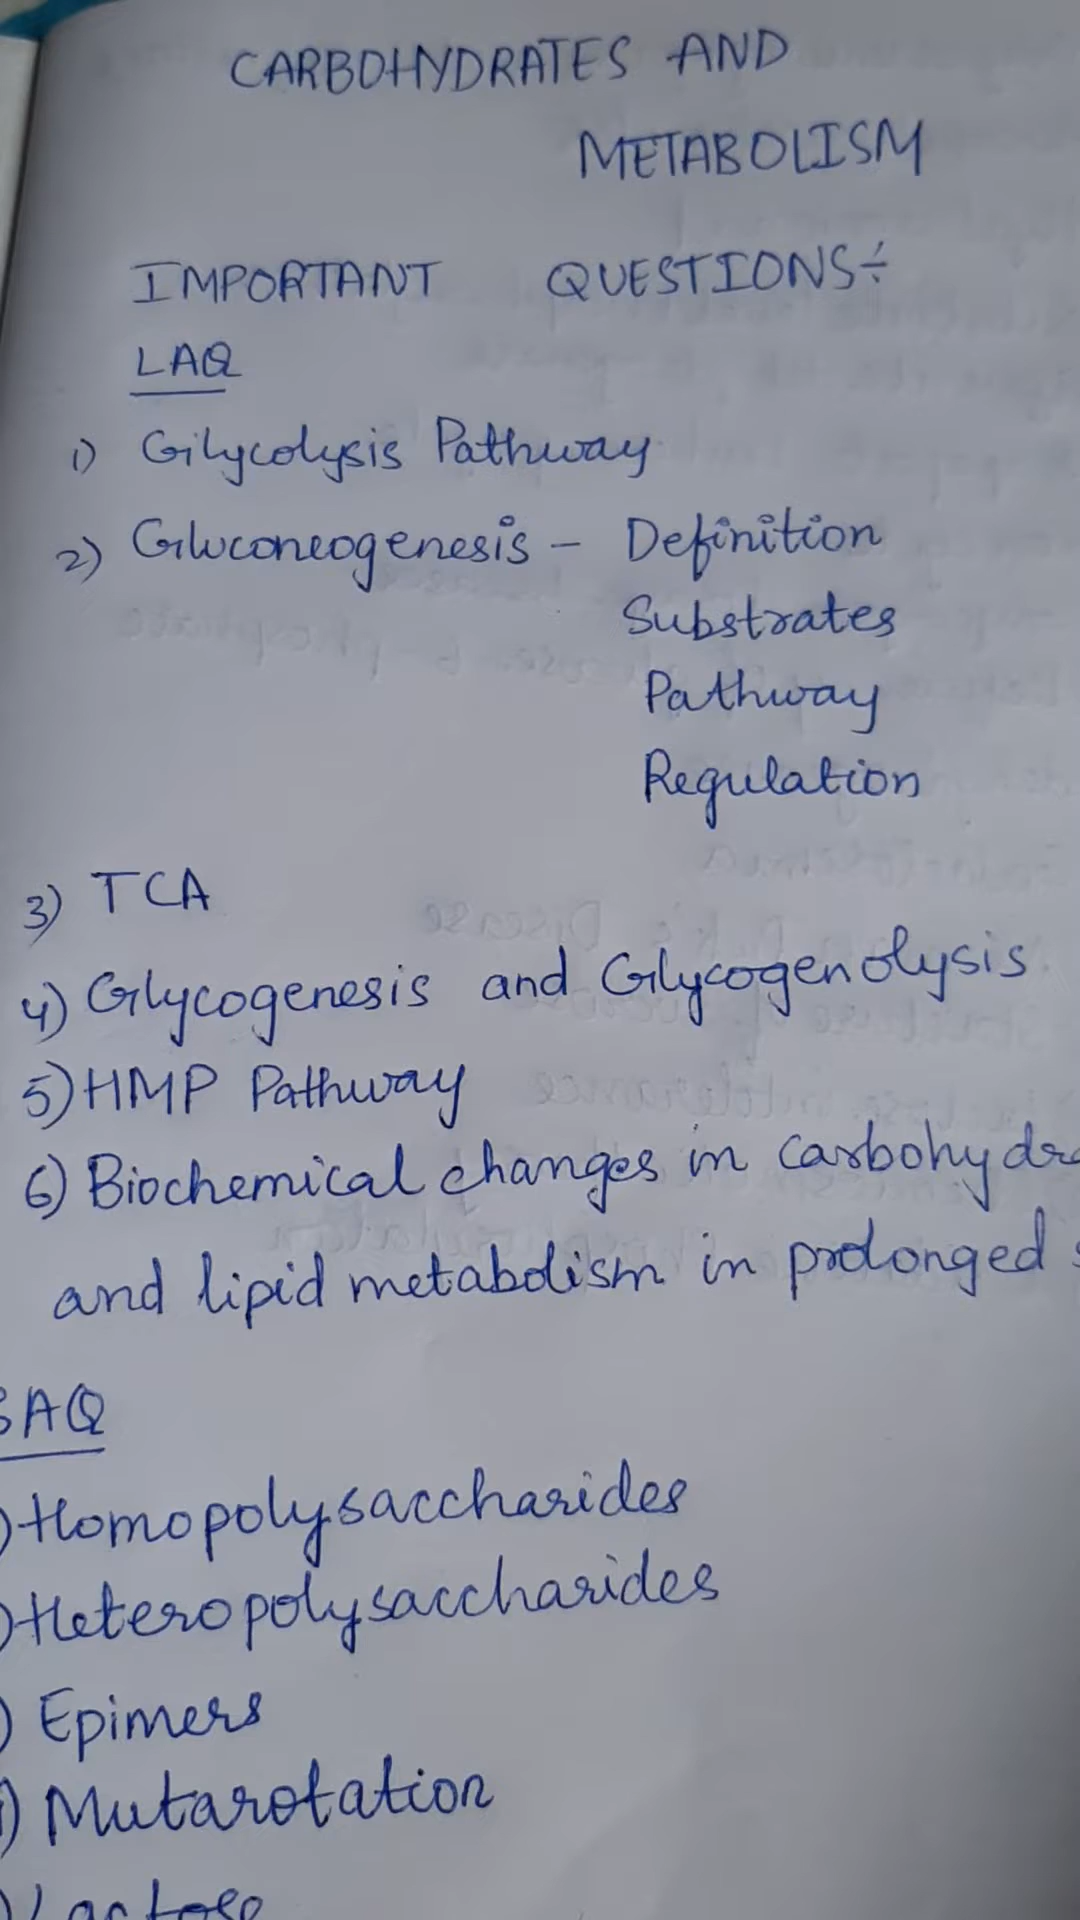 CARBOHYDRATES AND
METABOLISM
IMPORTANT QUESTIONS÷
LAQ
1) Glycolysis Pathway
2) Gluconeogenesis - Definition
Substrates
Pathway
Regulation
3) TCA
4) Glycogenesis and Glycogenolysis
5) HMP Pathway
6) Biochemical changes in carbohydra
and lipid metabolism in prolonged
SAQ
) Homopolysaccharides
) Heteropolysaccharides
) Epimers
) Mutarotation
) Lactose